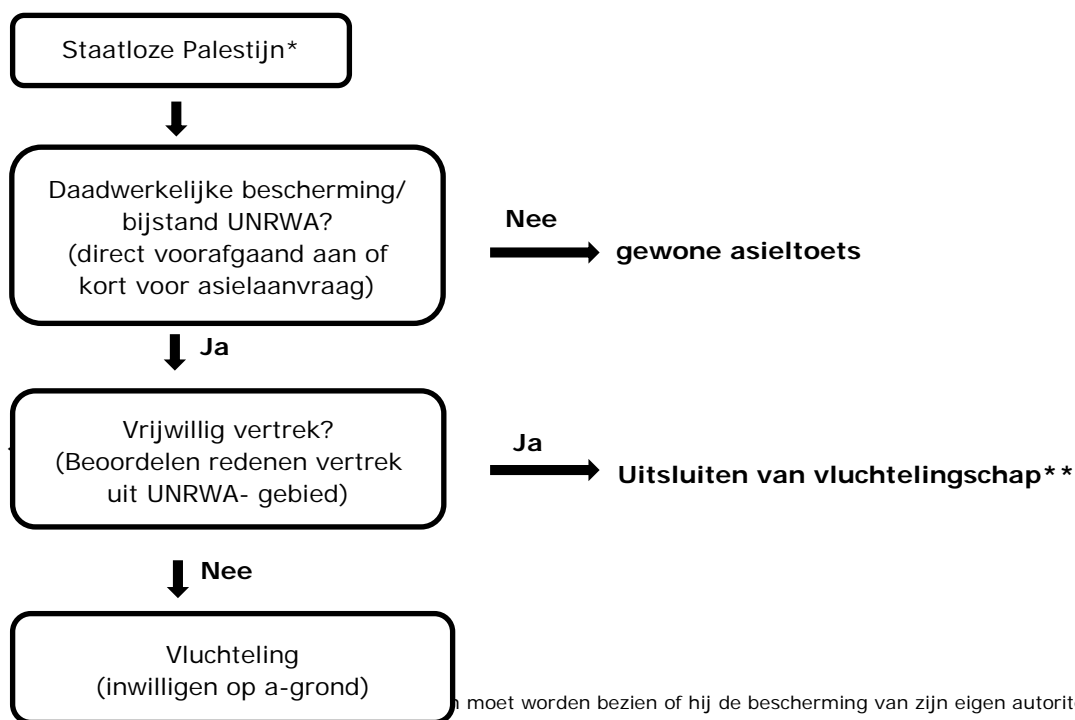 Staatloze Palestijn*
Daadwerkelijke bescherming/
bijstand UNRWA?
(direct voorafgaand aan of
kort voor asielaanvraag)
Nee
gewone asieltoets
Ja
Vrijwillig vertrek?
(Beoordelen redenen vertrek
uit UNRWA- gebied)
Ja
Uitsluiten van vluchtelingschap**
Nee
Vluchteling
(inwilligen op a-grond)
moet worden bezien of hij de bescherming van zijn eigen